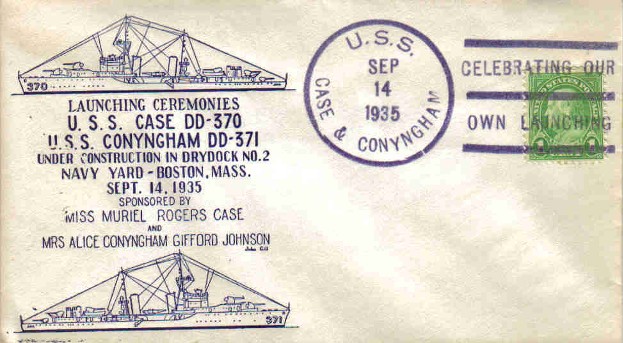 370
LAUNCHING CEREMONIES
U.S.S. CASE DD-370
U.S.S. CONYNGHAM DD-371
UNDER CONSTRUCTION IN DRYDOCK NO.2
NAVY YARD - BOSTON, MASS.
SEPT. 14, 1935
SPONSORED BY
MISS MURIEL ROGERS CASE
AND
MRS ALICE CONYNGHAM GIFFORD JOHNSON
371
U.S.S.
SEP
14
1935
CASE & CONYNGHAM
CELEBRATING OUR
OWN LAUNCHING
1 1